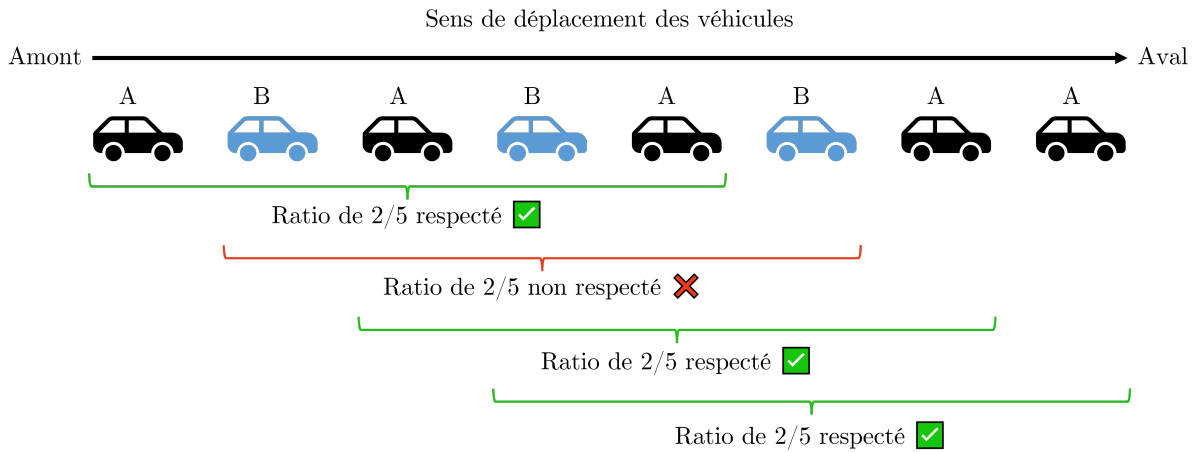 Sens de déplacement des véhicules
Amont Aval
A B A B A B A A
Ratio de 2/5 respecté
Ratio de 2/5 non respecté
Ratio de 2/5 respecté
Ratio de 2/5 respecté